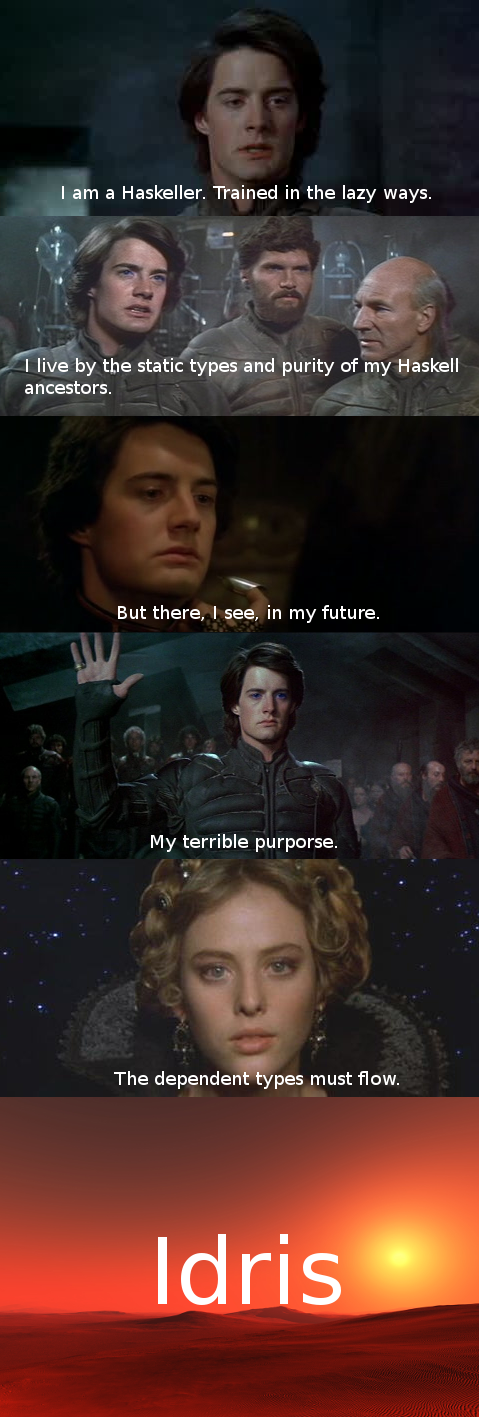 I am a Haskeller. Trained in the lazy ways.
I live by the static types and purity of my Haskell
ancestors.
But there, I see, in my future.
My terrible purporse.
The dependent types must flow.
Idris